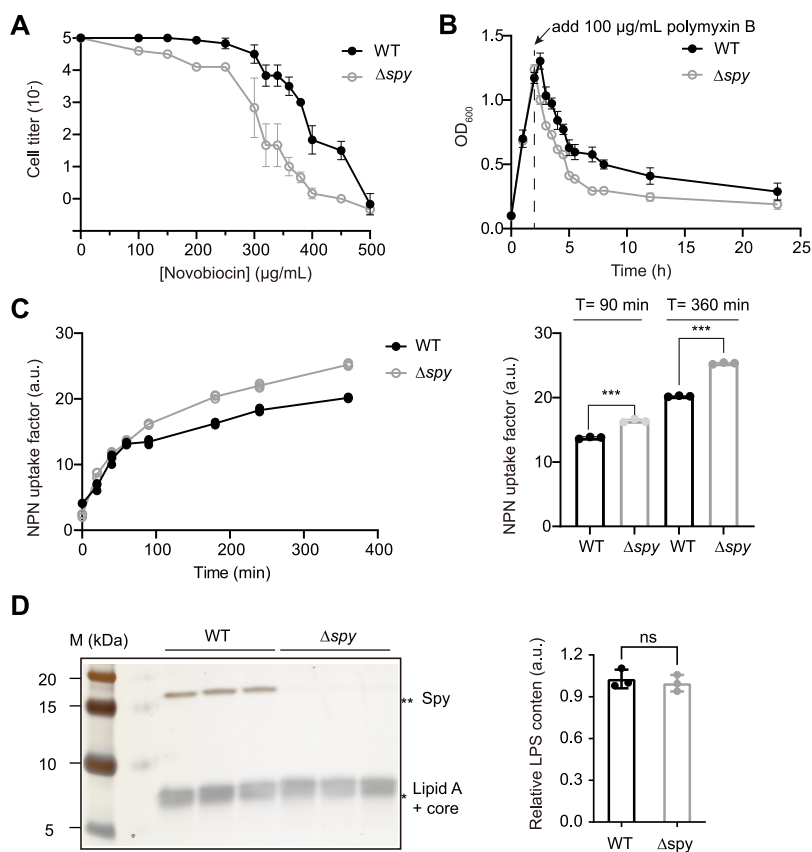 A
Cell titer (10⁻)
5
4
3
2
1
0
0
100
200
300
400
500
[Novobiocin] (µg/mL)
WT
Δspy
B
add 100 µg/mL polymyxin B
WT
Δspy
OD₆₀₀
1.5
1.2
0.9
0.5
0.0
0
5
10
15
20
25
Time (h)
C
NPN uptake factor (a.u.)
30
20
10
0
0
100
200
300
400
Time (min)
WT
Δspy
T= 90 min
T = 360 min
***
***
NPN uptake factor (a.u.)
30
20
10
0
WT
Δspy
WT
Δspy
D
M (kDa)
WT
Δspy
20
15
10
5
** Spy
* Lipid A
+ core
ns
Relative LPS conten (a.u.)
1.2
0.9
0.6
0.3
0.0
WT
Δspy